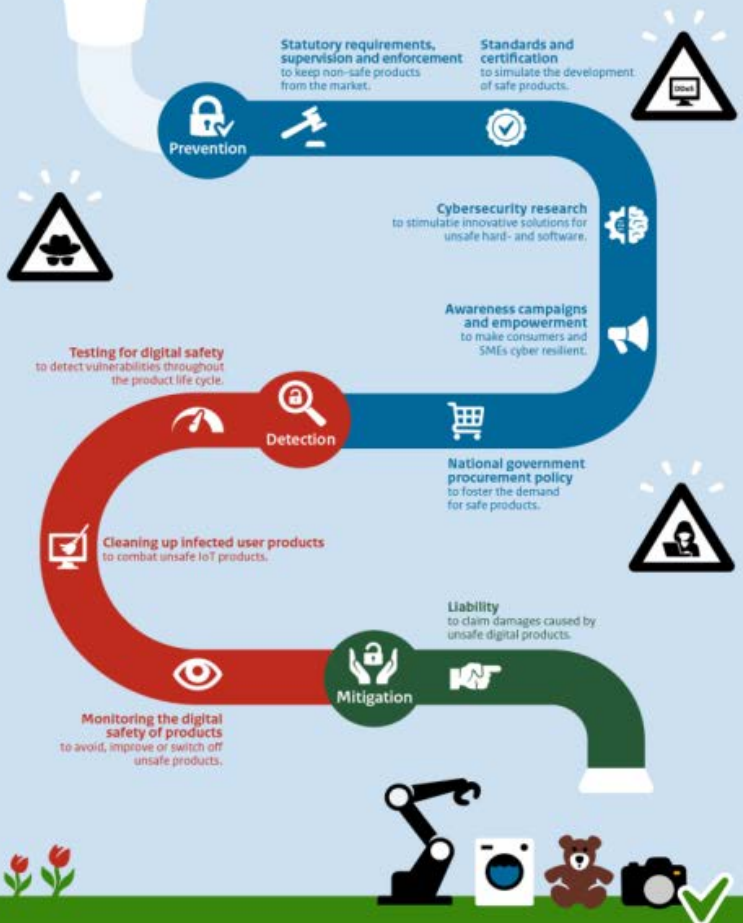 Statutory requirements,
supervision and enforcement
to keep non-safe products
from the market.
Standards and
certification
to simulate the development
of safe products.
DDoS
Prevention
Cybersecurity research
to stimulatie innovative solutions for
unsafe hard- and software.
Awareness campaigns
and empowerment
to make consumers and
SMEs cyber resilient.
Testing for digital safety
to detect vulnerabilities throughout
the product life cycle.
Detection
National government
procurement policy
to foster the demand
for safe products.
Cleaning up infected user products
to combat unsafe IoT products.
Liability
to claim damages caused by
unsafe digital products.
Mitigation
Monitoring the digital
safety of products
to avoid, improve or switch off
unsafe products.